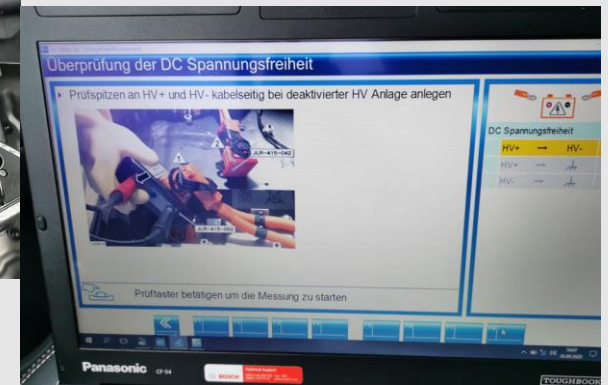 Überprüfung der DC Spannungsfreiheit
Prüfspitzen an HV+ und HV- kabelseitig bei deaktivierter HV Anlage anlegen
A
JLR-415-042
JLR-415-042
DC Spannungsfreiheit
HV+ → HV-
HV+ →
HV- →
Prüftaster betätigen um die Messung zu starten
Panasonic CF-54
BOSCH
TOUGHBOOK